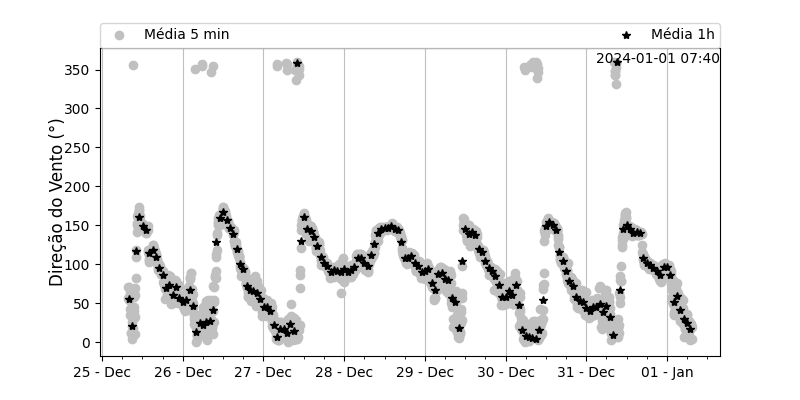 Média 5 min
Média 1h
2024-01-01 07:40
Direção do Vento (°)
350
300
250
200
150
100
50
0
25 - Dec
26 - Dec
27 - Dec
28 - Dec
29 - Dec
30 - Dec
31 - Dec
01 - Jan